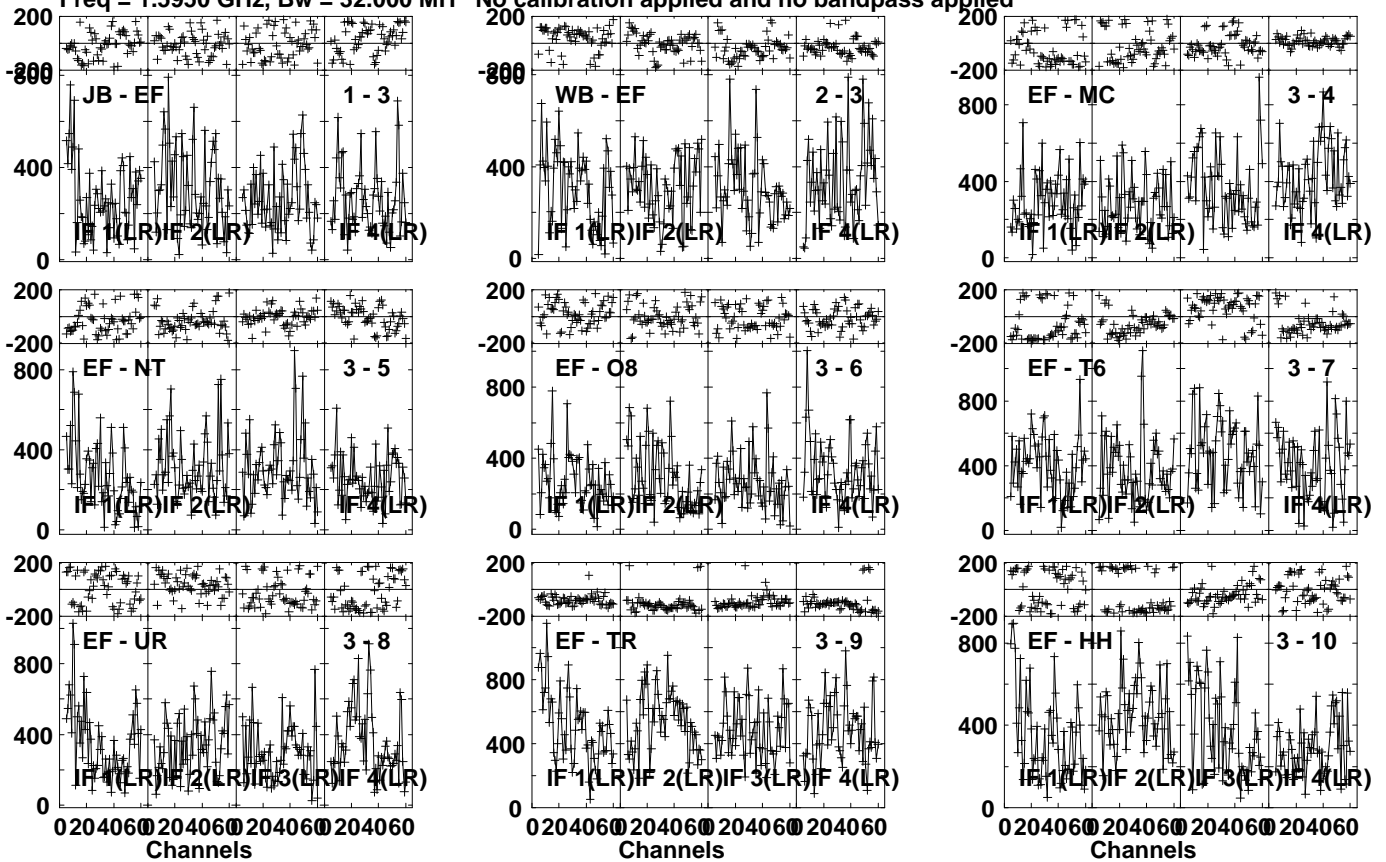 Freq = 1.5950 GHz, Bw = 32.000 MH No calibration applied and no bandpass applied
200
-200
800
400
0
JB - EF 1 - 3
IF 1(LR) IF 2(LR) IF 4(LR)
200
-200
800
400
0
WB - EF 2 - 3
IF 1(LR) IF 2(LR) IF 4(LR)
200
-200
800
400
0
EF - MC 3 - 4
IF 1(LR) IF 2(LR) IF 4(LR)
200
-200
800
400
0
EF - NT 3 - 5
IF 1(LR) IF 2(LR) IF 4(LR)
200
-200
800
400
0
EF - O8 3 - 6
IF 1(LR) IF 2(LR) IF 4(LR)
200
-200
800
400
0
EF - T6 3 - 7
IF 1(LR) IF 2(LR) IF 4(LR)
200
-200
800
400
0
EF - UR 3 - 8
IF 1(LR) IF 2(LR) IF 3(LR) IF 4(LR)
0 20 40 60 0 20 40 60 0 20 40 60 0 20 40 60
Channels
200
-200
800
400
0
EF - TR 3 - 9
IF 1(LR) IF 2(LR) IF 3(LR) IF 4(LR)
0 20 40 60 0 20 40 60 0 20 40 60 0 20 40 60
Channels
200
-200
800
400
0
EF - HH 3 - 10
IF 1(LR) IF 2(LR) IF 3(LR) IF 4(LR)
0 20 40 60 0 20 40 60 0 20 40 60 0 20 40 60
Channels